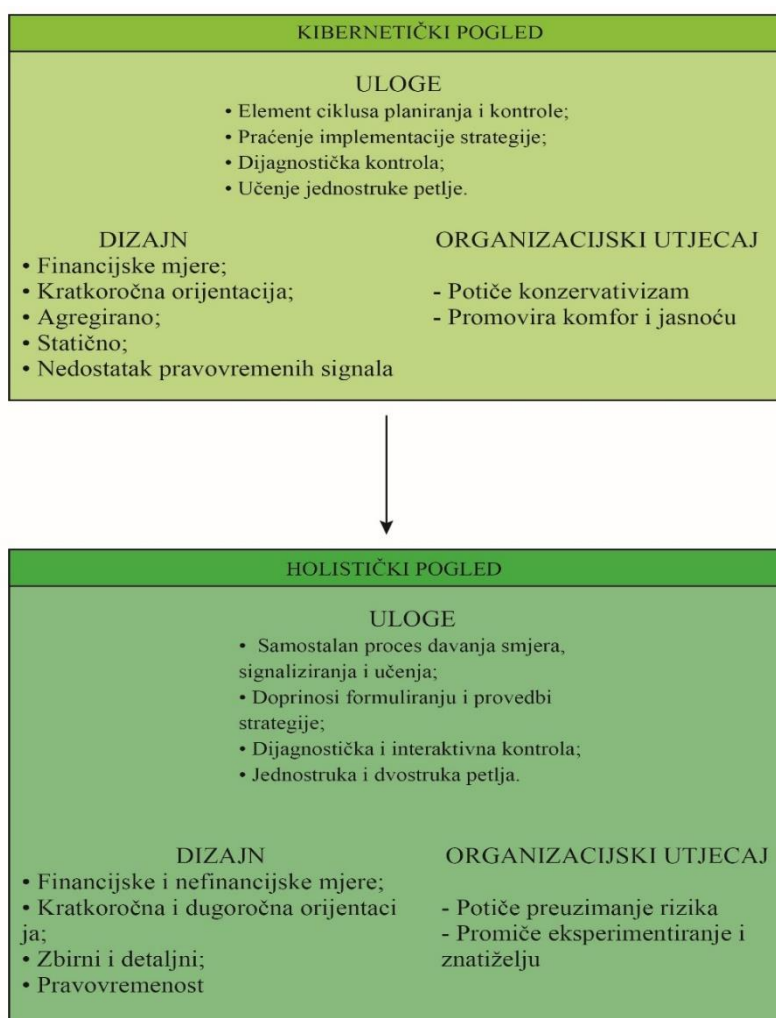 KIBERNETIČKI POGLED
ULOGE
• Element ciklusa planiranja i kontrole;
• Praćenje implementacije strategije;
• Dijagnostička kontrola;
• Učenje jednostruke petlje.
DIZAJN
• Financijske mjere;
• Kratkoročna orijentacija;
• Agregirano;
• Statično;
• Nedostatak pravovremenih signala
ORGANIZACIJSKI UTJECAJ
- Potiče konzervativizam
- Promovira komfor i jasnoću
HOLISTIČKI POGLED
ULOGE
• Samostalan proces davanja smjera,
signaliziranja i učenja;
• Doprinosi formuliranju i provedbi
strategije;
• Dijagnostička i interaktivna kontrola;
• Jednostruka i dvostruka petlja.
DIZAJN
• Financijske i nefinancijske mjere;
• Kratkoročna i dugoročna orijentaci
ja;
• Zbirni i detaljni;
• Pravovremenost
ORGANIZACIJSKI UTJECAJ
- Potiče preuzimanje rizika
- Promiče eksperimentiranje i
znatiželju